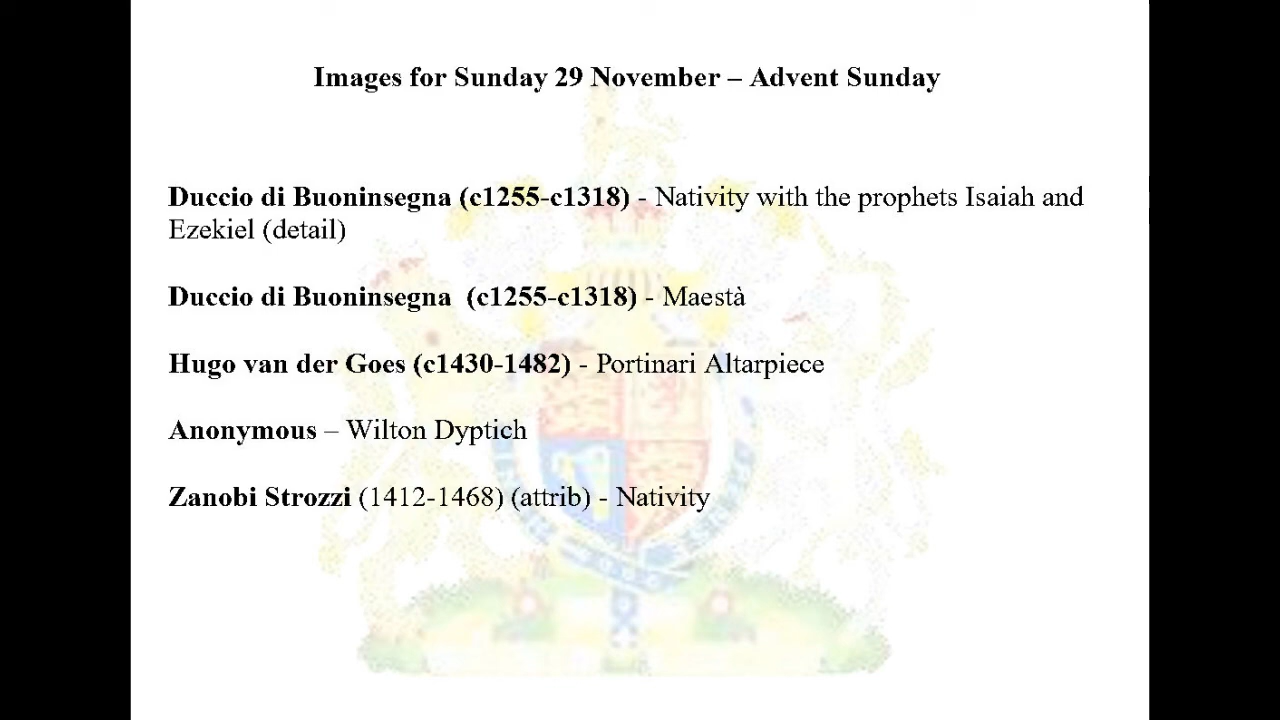 Images for Sunday 29 November – Advent Sunday
Duccio di Buoninsegna (c1255-c1318) - Nativity with the prophets Isaiah and
Ezekiel (detail)
Duccio di Buoninsegna  (c1255-c1318) - Maestà
Hugo van der Goes (c1430-1482) - Portinari Altarpiece
Anonymous – Wilton Dyptich
Zanobi Strozzi (1412-1468) (attrib) - Nativity